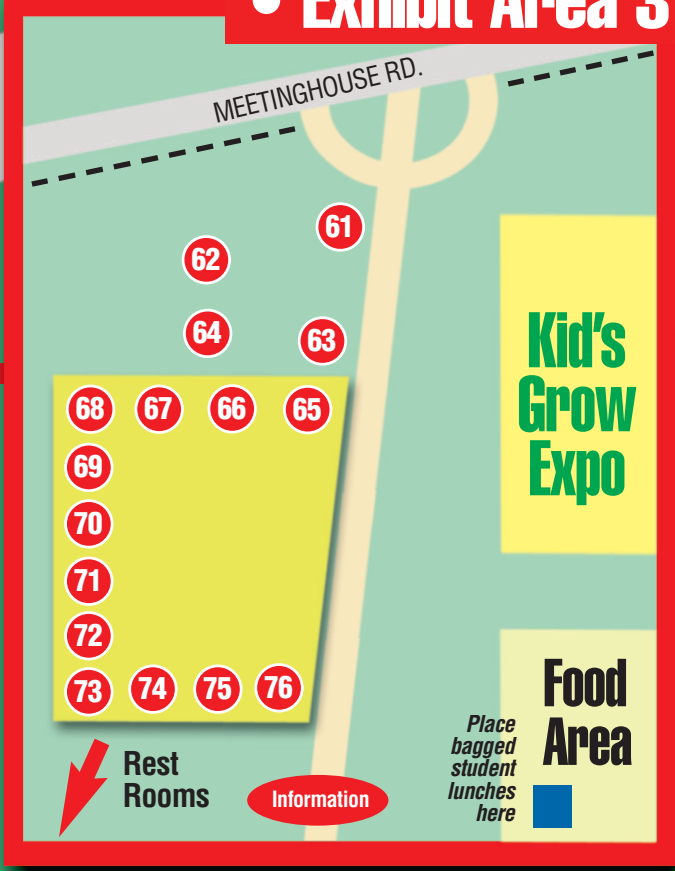 • Exhibit Area 3
MEETINGHOUSE RD.
61
62
64
63
68 67 66 65
69
70
71
72
73 74 75 76
Kid's
Grow
Expo
Food
Area
Place
bagged
student
lunches
here
Rest
Rooms
Information